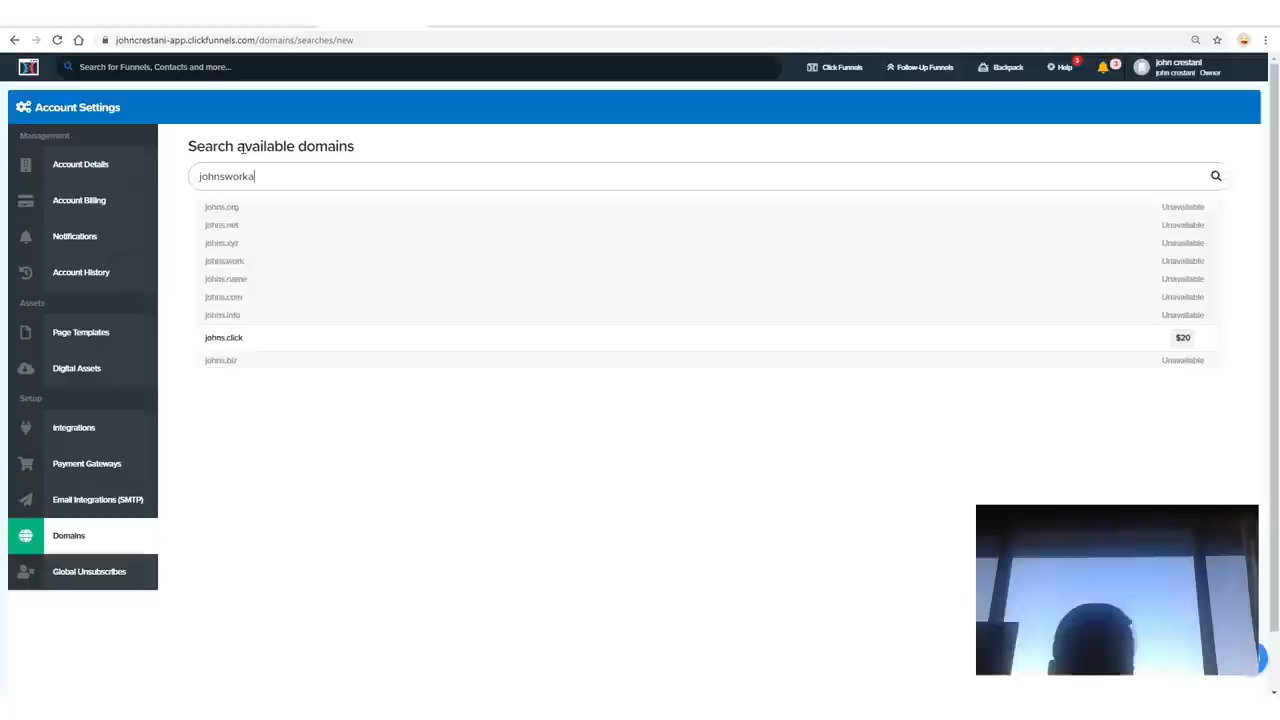 johncrestani-app.clickfunnels.com/domains/searches/new
Search for Funnels, Contacts and more...
Click Funnels
Follow-Up Funnels
Backpack
Help
3
john crestani
john crestani Owner
Account Settings
Management
Account Details
Account Billing
Notifications
Account History
Assets
Page Templates
Digital Assets
Setup
Integrations
Payment Gateways
Email Integrations (SMTP)
Domains
Global Unsubscribes
Search available domains
johnsworka
johns.org Unavailable
johns.net Unavailable
johns.xyz Unavailable
johns.work Unavailable
johns.name Unavailable
johns.com Unavailable
johns.info Unavailable
johns.click $20
johns.biz Unavailable